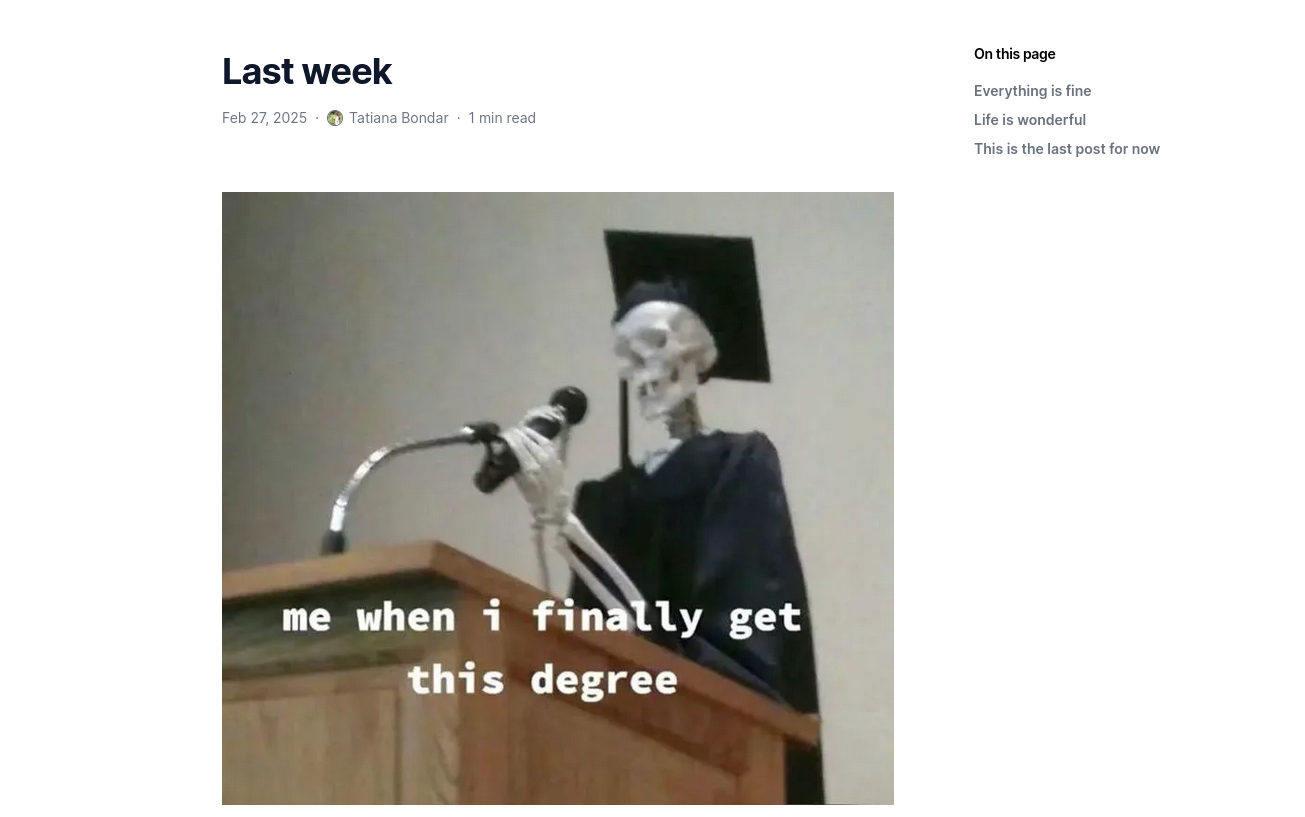 Last week
Feb 27, 2025 · Tatiana Bondar · 1 min read
On this page
Everything is fine
Life is wonderful
This is the last post for now
me when i finally get
this degree